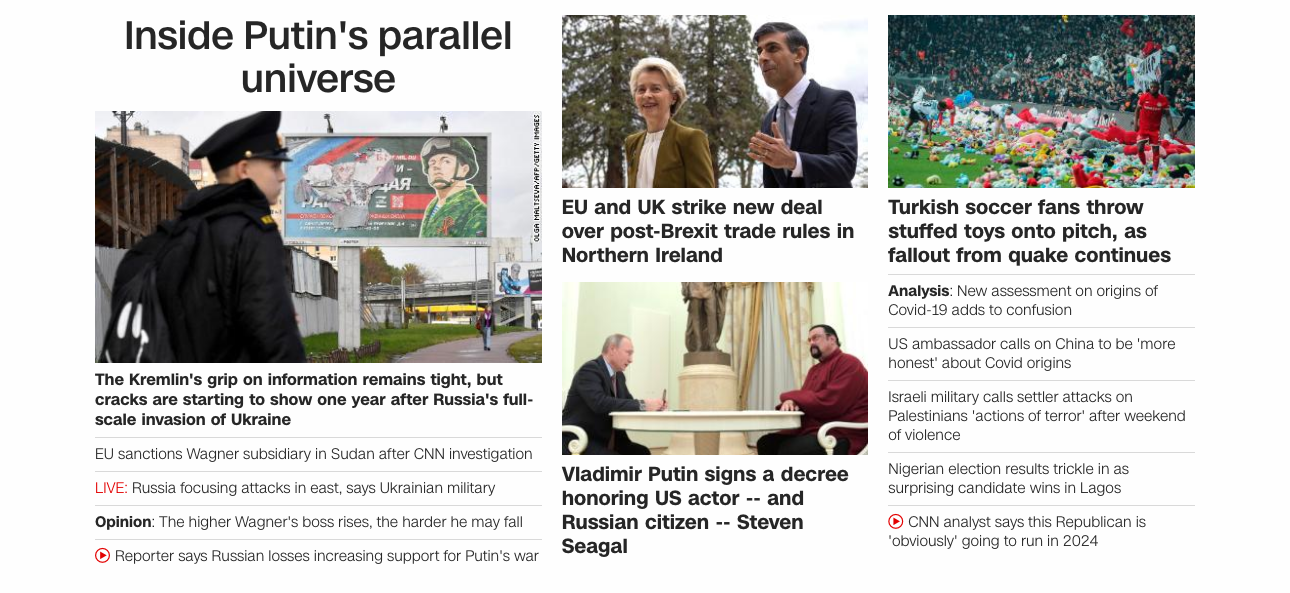 Inside Putin's parallel
universe
OLGA MALTSEVA/AFP/GETTY IMAGES
The Kremlin's grip on information remains tight, but
cracks are starting to show one year after Russia's full-
scale invasion of Ukraine
EU sanctions Wagner subsidiary in Sudan after CNN investigation
LIVE: Russia focusing attacks in east, says Ukrainian military
Opinion: The higher Wagner's boss rises, the harder he may fall
Reporter says Russian losses increasing support for Putin's war
EU and UK strike new deal
over post-Brexit trade rules in
Northern Ireland
Vladimir Putin signs a decree
honoring US actor -- and
Russian citizen -- Steven
Seagal
Turkish soccer fans throw
stuffed toys onto pitch, as
fallout from quake continues
Analysis: New assessment on origins of
Covid-19 adds to confusion
US ambassador calls on China to be 'more
honest' about Covid origins
Israeli military calls settler attacks on
Palestinians 'actions of terror' after weekend
of violence
Nigerian election results trickle in as
surprising candidate wins in Lagos
CNN analyst says this Republican is
'obviously' going to run in 2024